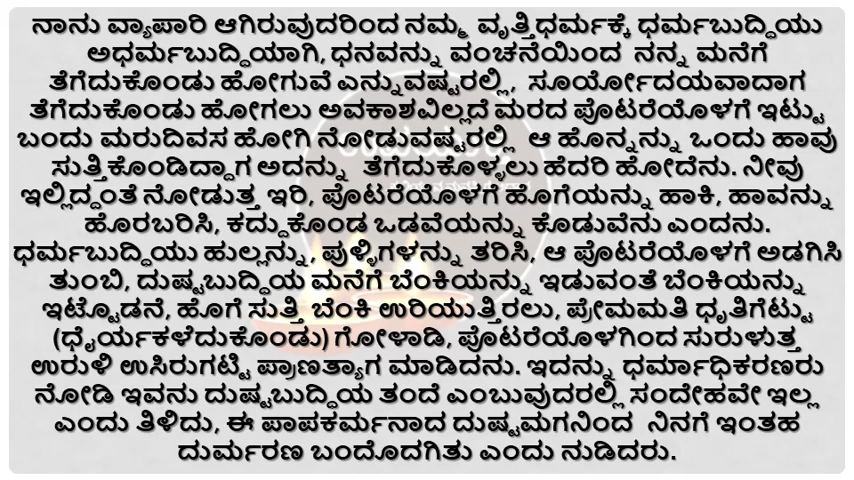 ನಾನು ವ್ಯಾಪಾರಿ ಆಗಿರುವುದರಿಂದ ನಮ್ಮ ವೃತ್ತಿಧರ್ಮಕ್ಕೆ ಧರ್ಮಬುದ್ದಿಯು
ಅಧರ್ಮಬುದ್ದಿಯಾಗಿ, ಧನವನ್ನು ವಂಚನೆಯಿಂದ ನನ್ನ ಮನೆಗೆ
ತೆಗೆದುಕೊಂಡು ಹೋಗುವೆ ಎನ್ನುವಷ್ಟರಲ್ಲಿ, ಸೂರ್ಯೋದಯವಾದಾಗ
ತೆಗೆದುಕೊಂಡು ಹೋಗಲು ಅವಕಾಶವಿಲ್ಲದೆ ಮರದ ಪೊಟರೆಯೊಳಗೆ ಇಟ್ಟು
ಬಂದು ಮರುದಿವಸ ಹೋಗಿ ನೋಡುವಷ್ಟರಲ್ಲಿ ಆ ಹೊನ್ನನ್ನು ಒಂದು ಹಾವು
ಸುತ್ತಿಕೊಂಡಿದ್ದಾಗ ಅದನ್ನು ತೆಗೆದುಕೊಳ್ಳಲು ಹೆದರಿ ಹೋದೆನು. ನೀವು
ಇಲ್ಲಿದ್ದಂತೆ ನೋಡುತ್ತ ಇರಿ, ಪೊಟರೆಯೊಳಗೆ ಹೊಗೆಯನ್ನು ಹಾಕಿ, ಹಾವನ್ನು
ಹೊರಬರಿಸಿ, ಕದ್ದುಕೊಂಡ ಒಡವೆಯನ್ನು ಕೊಡುವೆನು ಎಂದನು.
ಧರ್ಮಬುದ್ದಿಯು ಹುಲ್ಲನ್ನು, ಪುಳ್ಳಿಗಳನ್ನು ತರಿಸಿ, ಆ ಪೊಟರೆಯೊಳಗೆ ಅಡಗಿಸಿ
ತುಂಬಿ, ದುಷ್ಟಬುದ್ದಿಯ ಮನೆಗೆ ಬೆಂಕಿಯನ್ನು ಇಡುವಂತೆ ಬೆಂಕಿಯನ್ನು
ಇಟ್ಟೊಡನೆ, ಹೊಗೆ ಸುತ್ತಿ ಬೆಂಕಿ ಉರಿಯುತ್ತಿರಲು, ಪ್ರೇಮಮತಿ ಧೃತಿಗೆಟ್ಟು
(ಧೈರ್ಯಕಳೆದುಕೊಂಡು) ಗೋಳಾಡಿ, ಪೊಟರೆಯೊಳಗಿಂದ ಸುರುಳುತ್ತ
ಉರುಳಿ ಉಸಿರುಗಟ್ಟಿ ಪ್ರಾಣತ್ಯಾಗ ಮಾಡಿದನು. ಇದನ್ನು ಧರ್ಮಾಧಿಕರಣರು
ನೋಡಿ ಇವನು ದುಷ್ಟಬುದ್ದಿಯ ತಂದೆ ಎಂಬುವುದರಲ್ಲಿ ಸಂದೇಹವೇ ಇಲ್ಲ
ಎಂದು ತಿಳಿದು, ಈ ಪಾಪಕರ್ಮನಾದ ದುಷ್ಟಮಗನಿಂದ ನಿನಗೆ ಇಂತಹ
ದುರ್ಮರಣ ಬಂದೊದಗಿತು ಎಂದು ನುಡಿದರು.